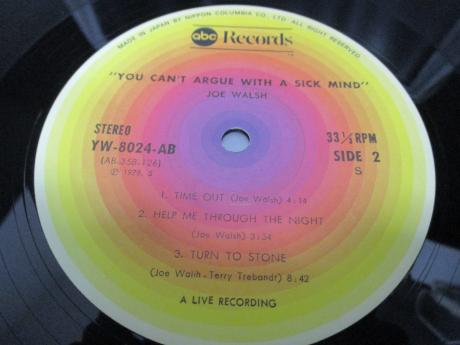 MADE IN JAPAN BY NIPPON COLUMBIA CO., LTD. ALL RIGHT RESERVED
abc Records
"YOU CAN'T ARGUE WITH A SICK MIND"
JOE WALSH
STEREO
33 1/3 RPM
YW-8024-AB
SIDE 2
(AB-358-126)
S
℗ 1976, 5
1. TIME OUT (Joe Walsh) 4:14
2. HELP ME THROUGH THE NIGHT
(Joe Walsh) 3:34
3. TURN TO STONE
(Joe Walsh - Terry Trebandt) 8:42
A LIVE RECORDING